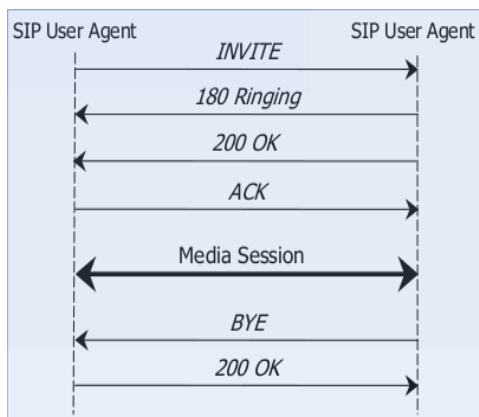 SIP User Agent SIP User Agent
INVITE
180 Ringing
200 OK
ACK
Media Session
BYE
200 OK